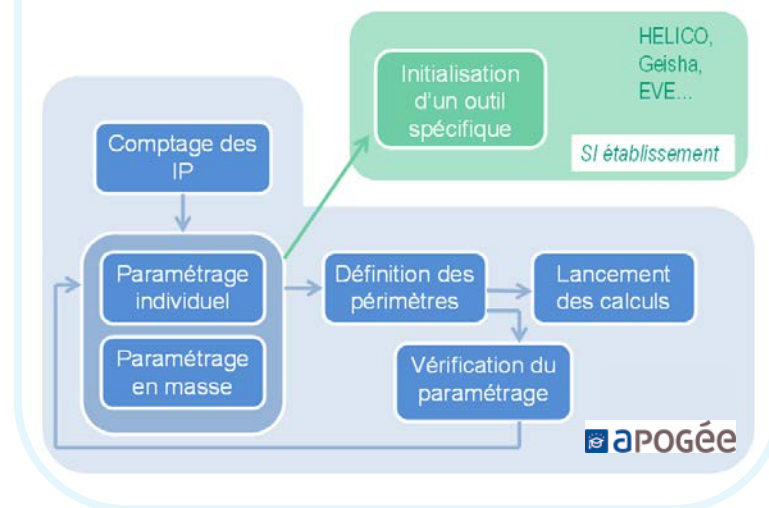 HELICO,
Geisha,
EVE...
Initialisation
d'un outil
spécifique
SI établissement
Comptage des
IP
Paramétrage
individuel
Définition des
périmètres
Lancement
des calculs
Paramétrage
en masse
Vérification du
paramétrage
aPOGée